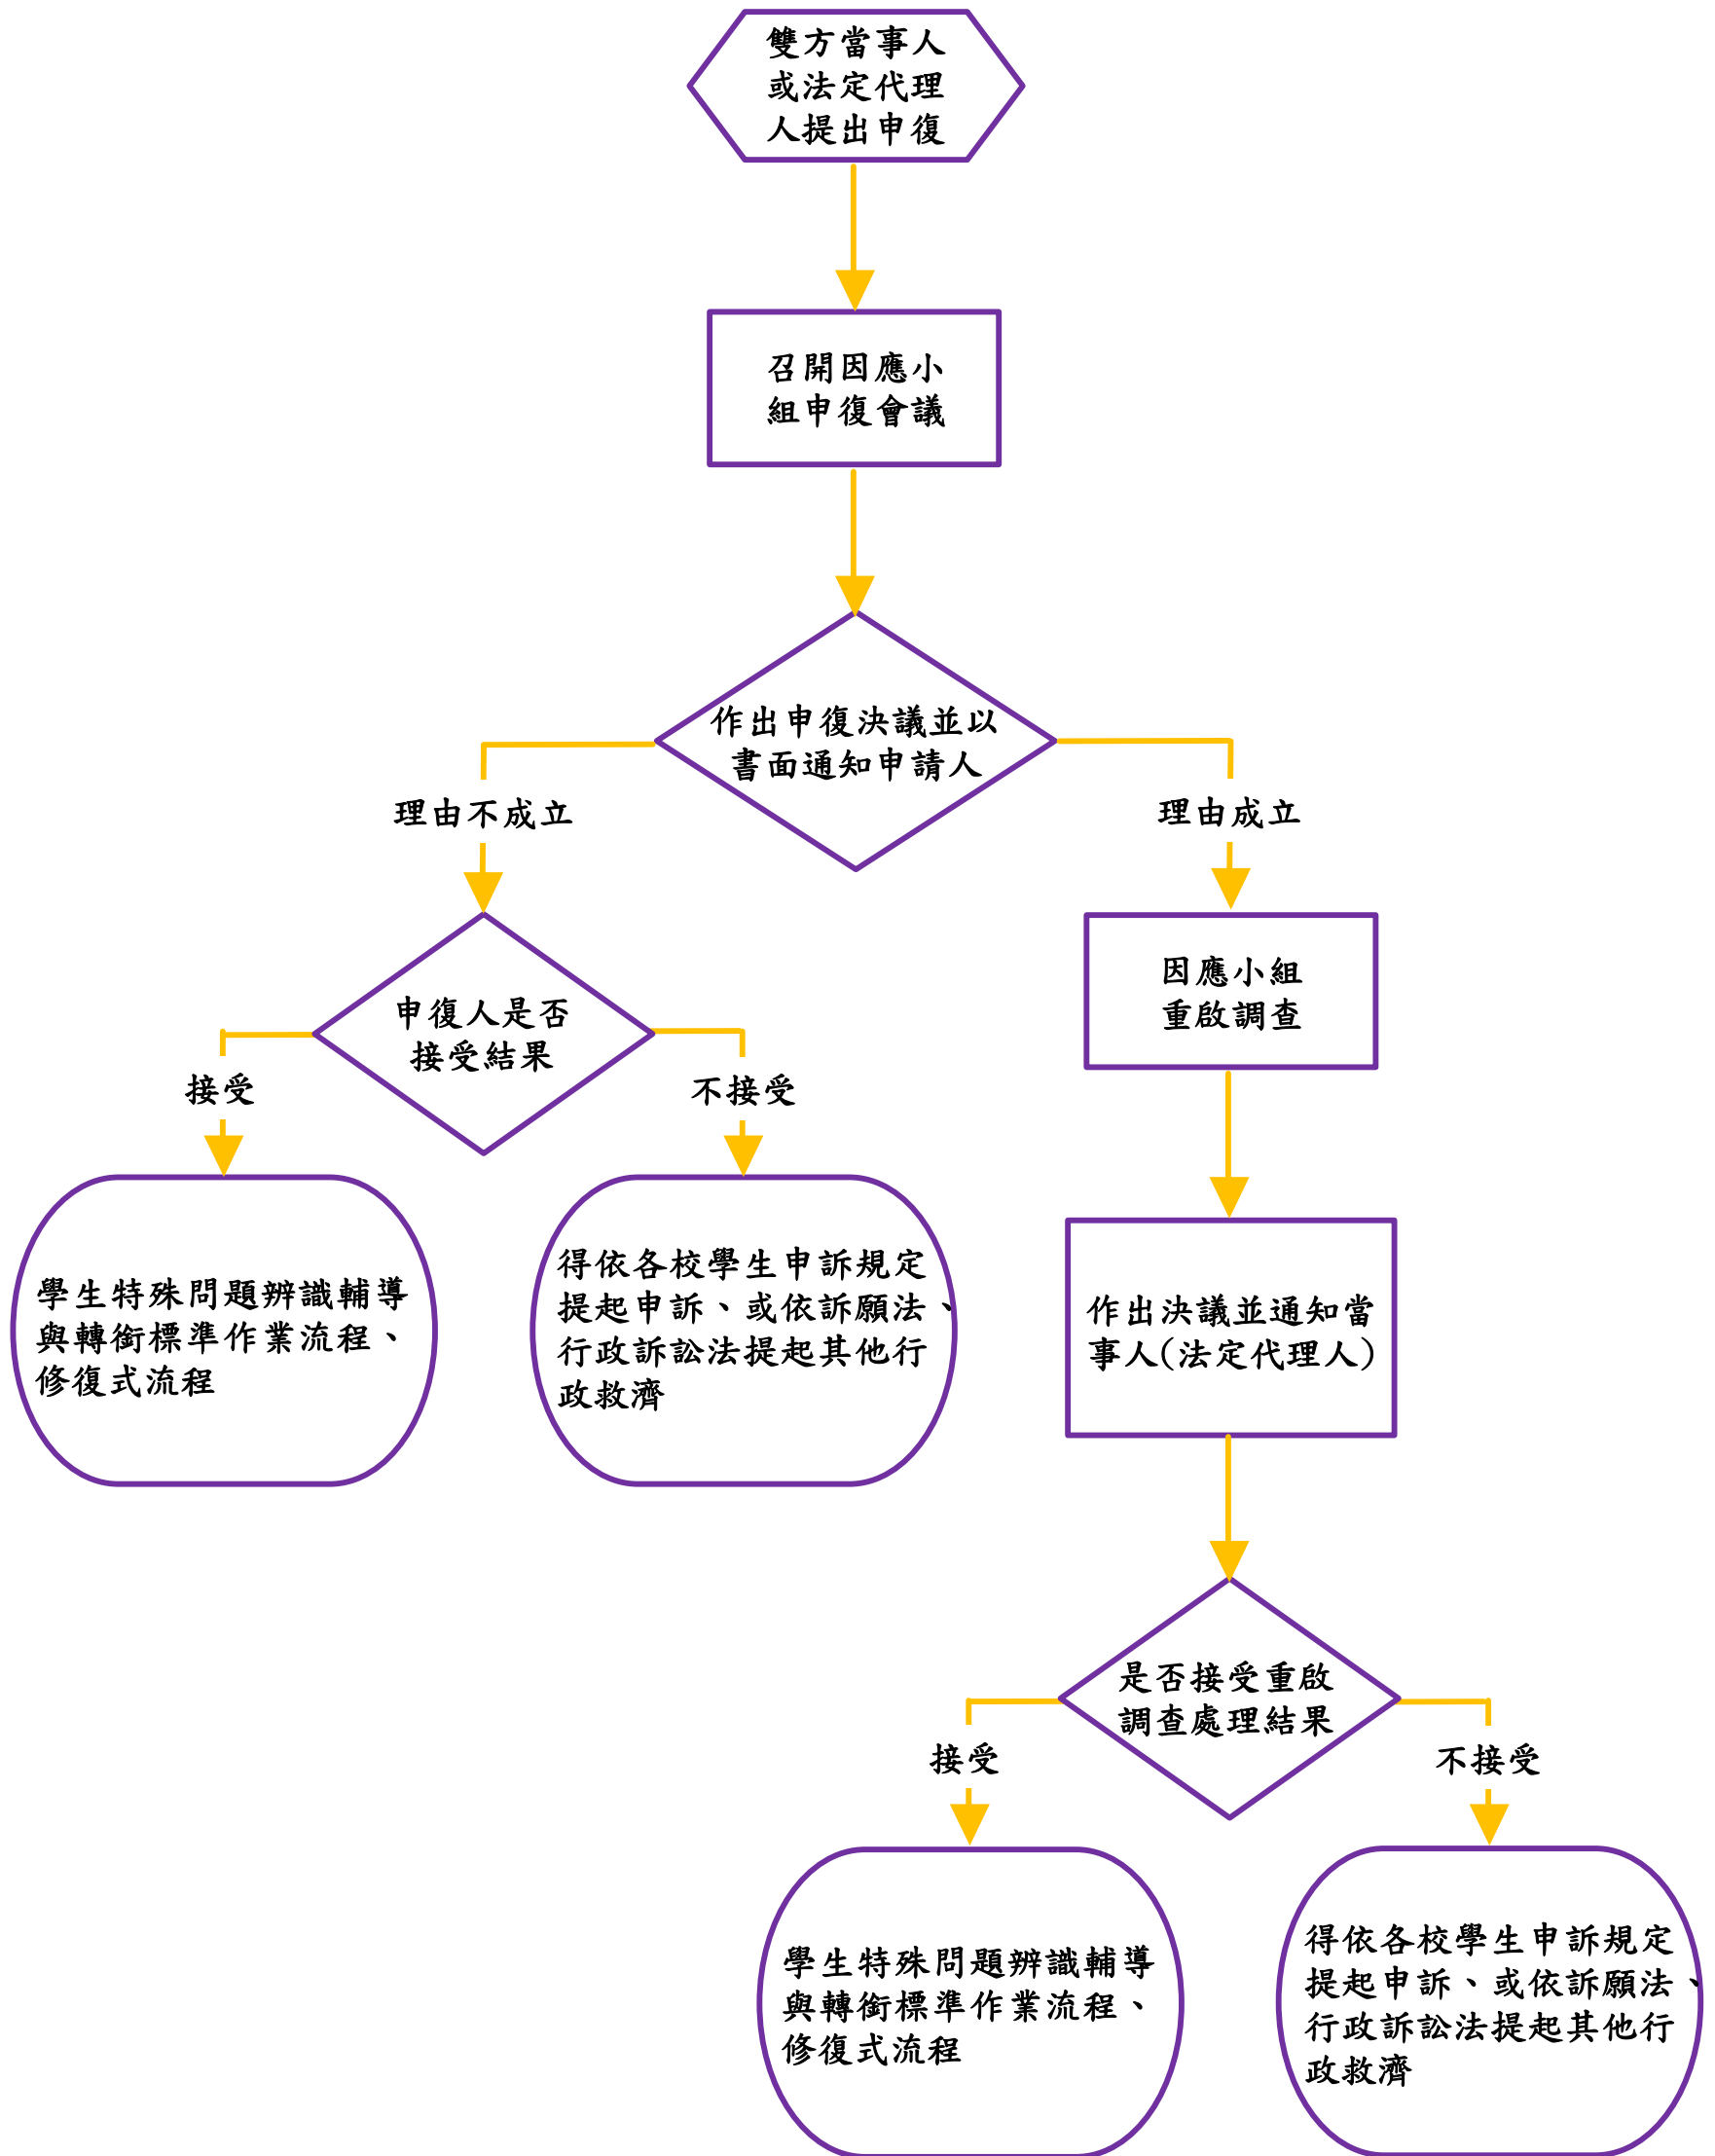 雙方當事人
或法定代理
人提出申復
召開因應小
組申復會議
作出申復決議並以
書面通知申請人
理由不成立
理由成立
申復人是否
接受結果
因應小組
重啟調查
接受
不接受
學生特殊問題辨識輔導
與轉銜標準作業流程、
修復式流程
得依各校學生申訴規定
提起申訴、或依訴願法、
行政訴訟法提起其他行
政救濟
作出決議並通知當
事人(法定代理人)
是否接受重啟
調查處理結果
接受
不接受
學生特殊問題辨識輔導
與轉銜標準作業流程、
修復式流程
得依各校學生申訴規定
提起申訴、或依訴願法、
行政訴訟法提起其他行
政救濟